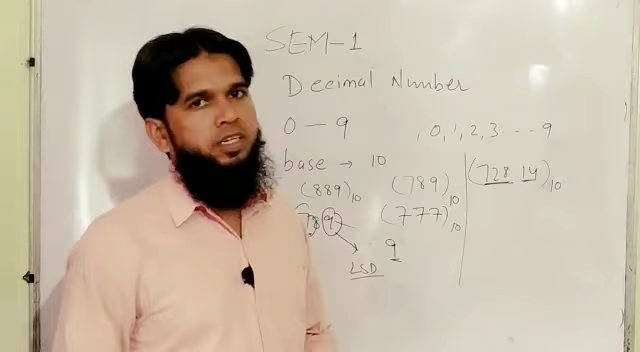 SEM-1
Decimal Number
0 — 9
, 0, 1, 2, 3 ---- 9
base → 10
(889)10
(789)10
789
(777)10
LSD
9
(728 14)10